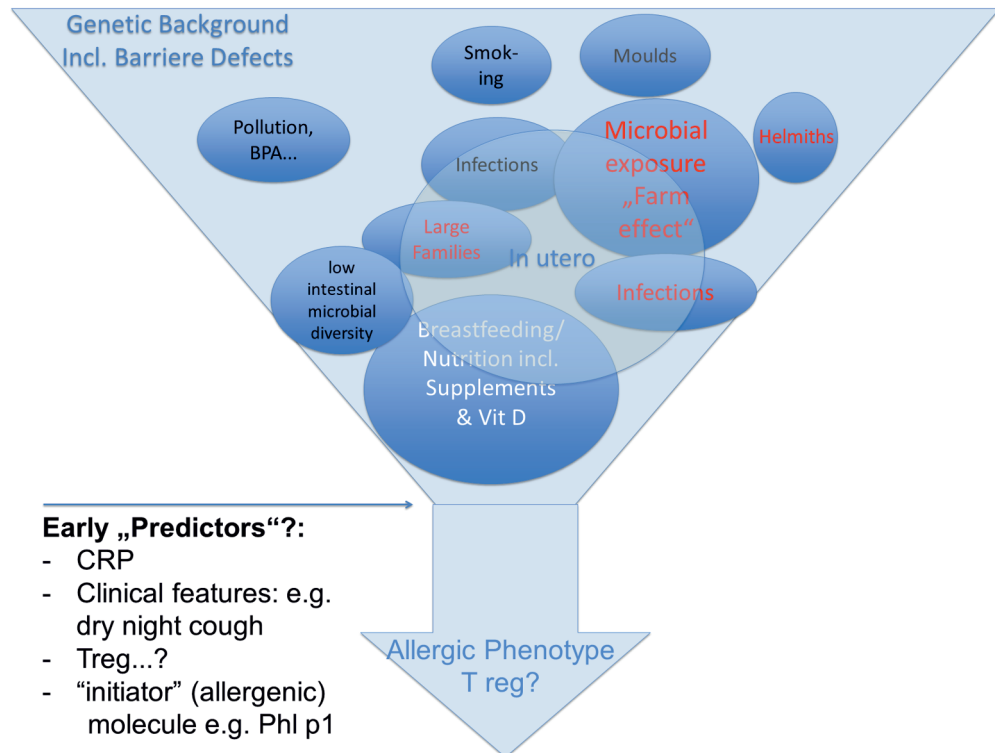 Genetic Background
Incl. Barriere Defects
Smok-
ing
Moulds
Pollution,
BPA...
Infections
Microbial
exposure
„Farm
effect“
Helmiths
Large
Families
In utero
low
intestinal
microbial
diversity
Infections
Breastfeeding/
Nutrition incl.
Supplements
& Vit D
Early „Predictors“?:
- CRP
- Clinical features: e.g.
dry night cough
- Treg...?
- “initiator” (allergenic)
molecule e.g. Phl p1
Allergic Phenotype
T reg?